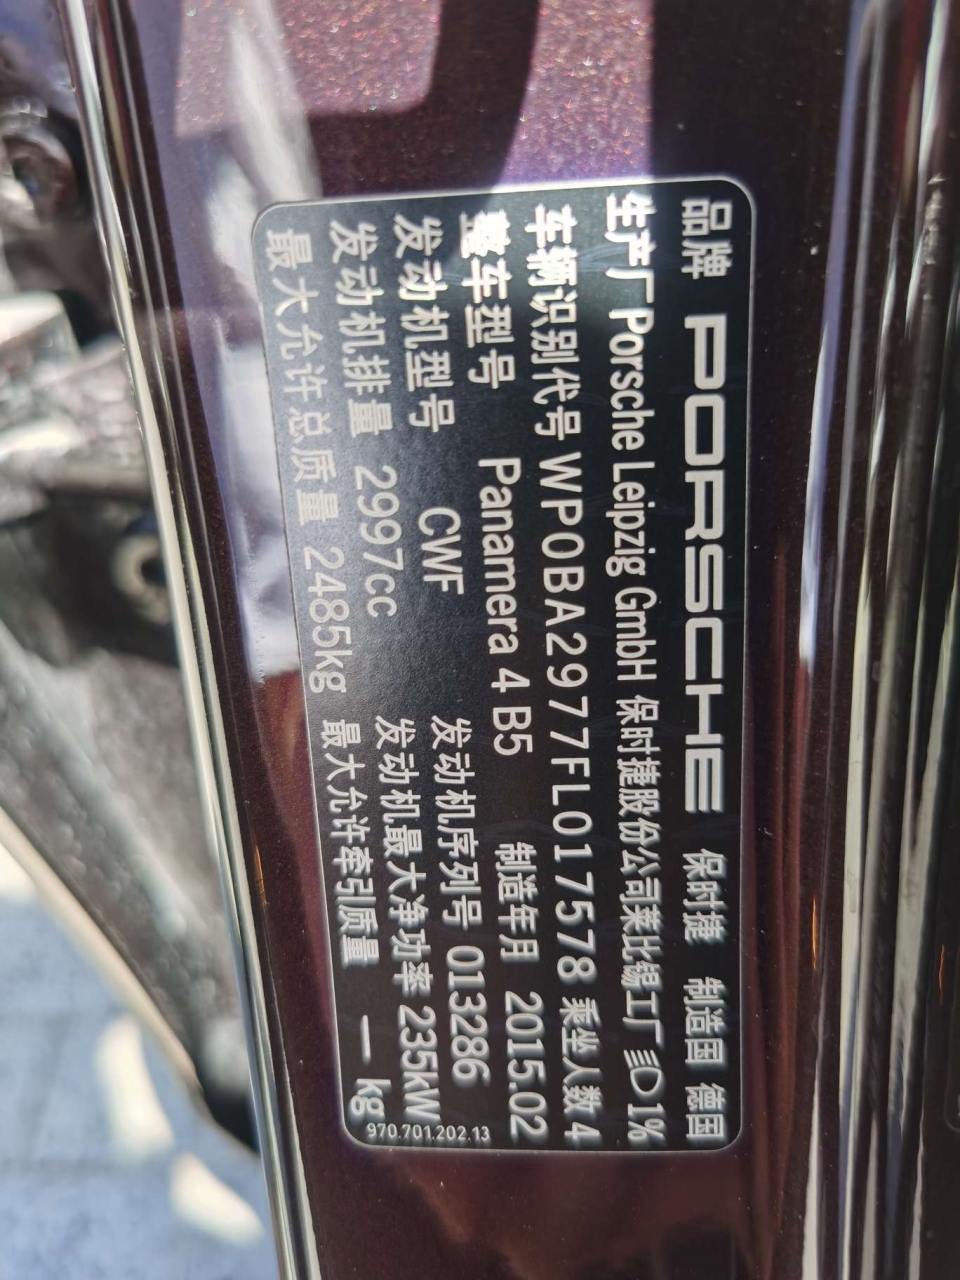 品牌 PORSCHE 保时捷 制造国 德国
生产厂 Porsche Leipzig GmbH 保时捷股份公司莱比锡工厂 1%
车辆识别代号 WP0BA2977FL017578 乘坐人数 4
整车型号 Panamera 4 B5 制造年月 2015.02
发动机型号 CWF 发动机序列号 013286
发动机排量 2997cc 发动机最大净功率 235kW
最大允许总质量 2485kg 最大允许牵引质量 — kg
970.701.202.13